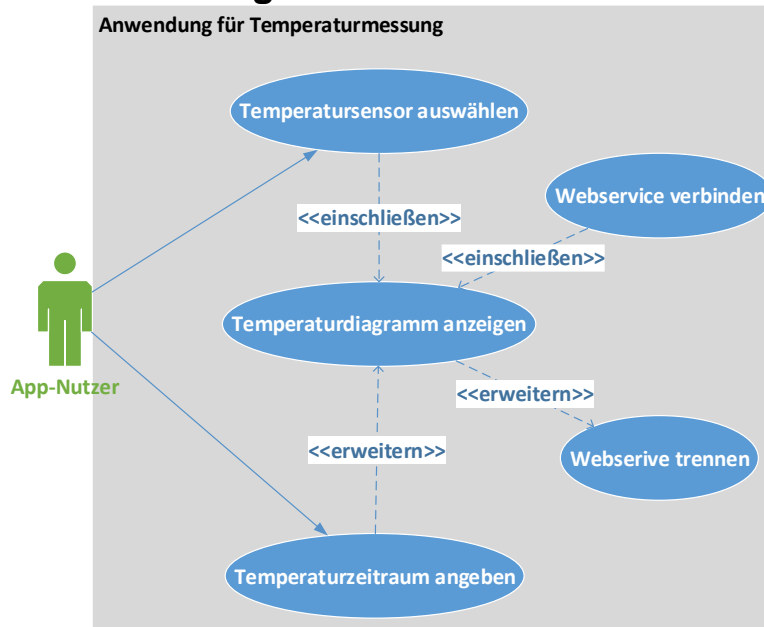 Anwendung für Temperaturmessung
Temperatursensor auswählen
<<einschließen>>
Webservice verbinden
<<einschließen>>
Temperaturdiagramm anzeigen
App-Nutzer
<<erweitern>>
<<erweitern>>
Webserive trennen
Temperaturzeitraum angeben